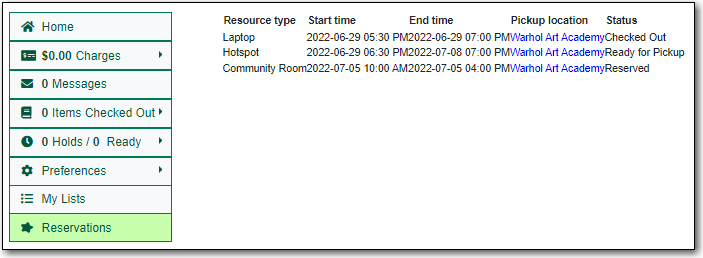 Home
$0.00 Charges
0 Messages
0 Items Checked Out
0 Holds / 0 Ready
Preferences
My Lists
Reservations
Resource type Start time End time Pickup location Status
Laptop 2022-06-29 05:30 PM 2022-06-29 07:00 PM Warhol Art Academy Checked Out
Hotspot 2022-06-29 06:30 PM 2022-07-08 07:00 PM Warhol Art Academy Ready for Pickup
Community Room 2022-07-05 10:00 AM 2022-07-05 04:00 PM Warhol Art Academy Reserved